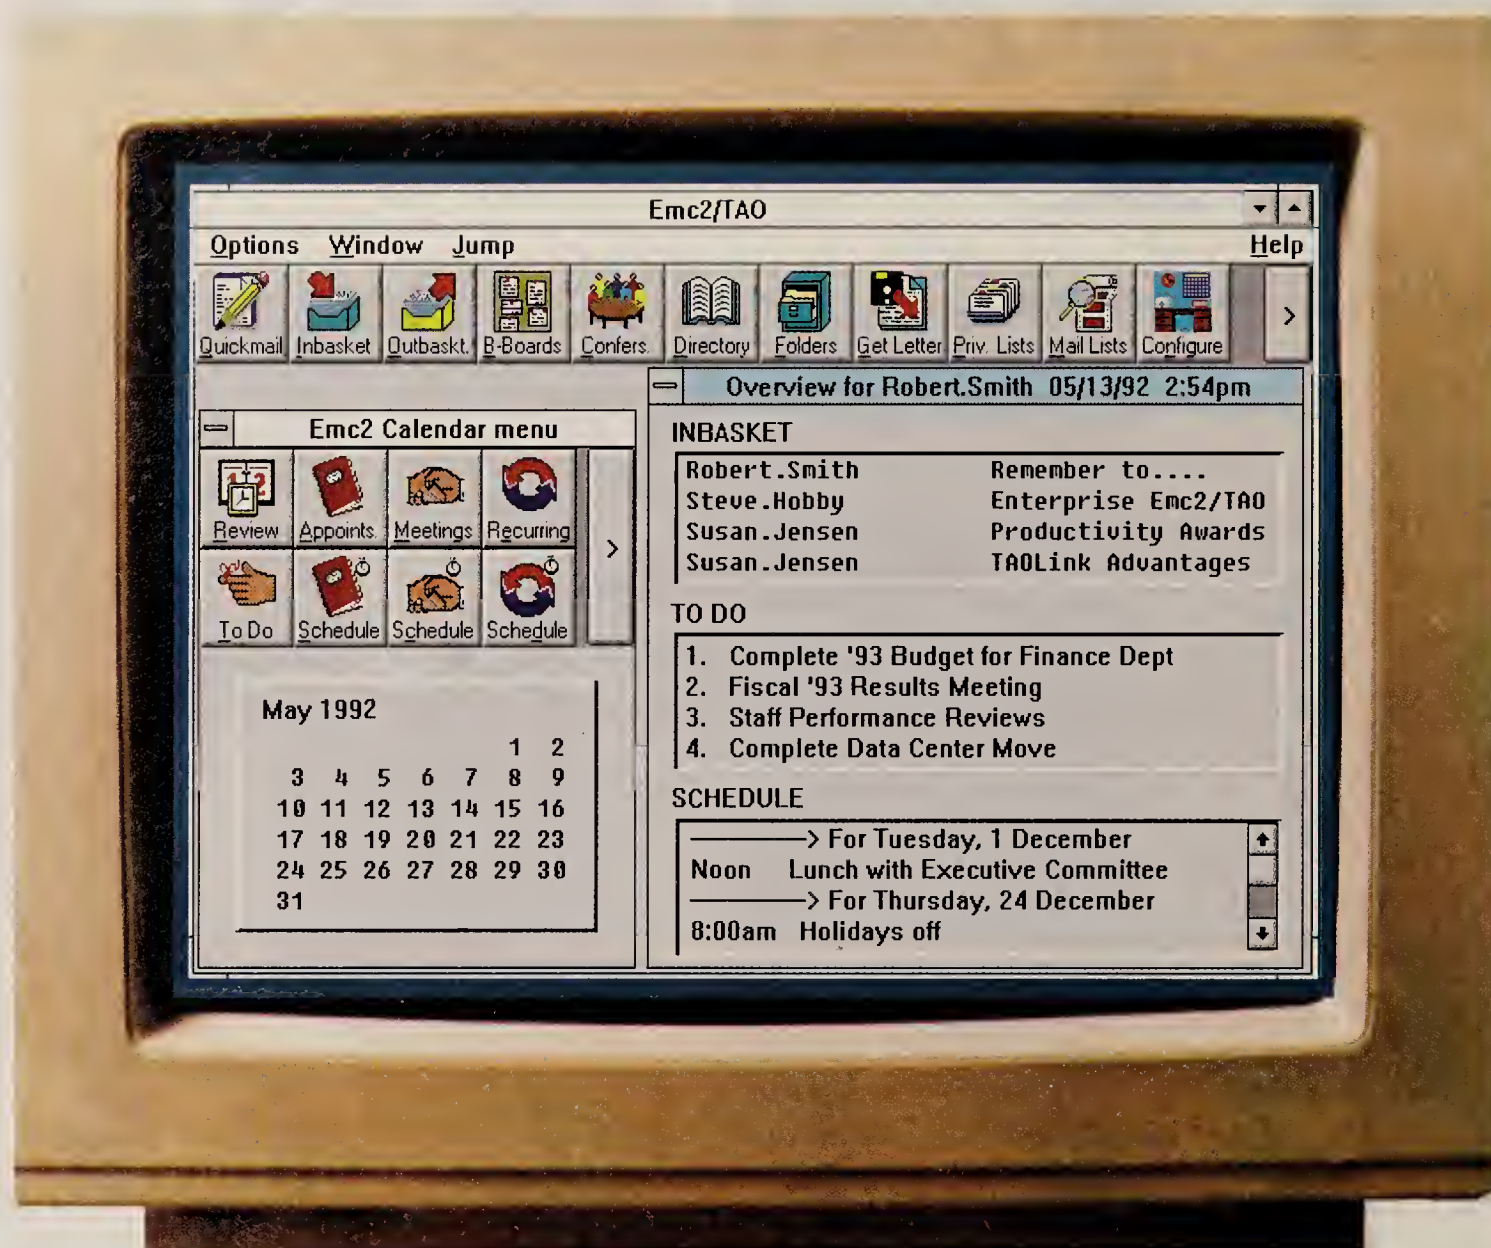 Emc2/TAO
Options Window Jump Help
Quickmail Inbasket Outbaskt. B-Boards Confers. Directory Folders Get Letter Priv. Lists Mail Lists Configure >
Emc2 Calendar menu
Review Appoints. Meetings Recurring
>
To Do Schedule Schedule Schedule
May 1992
1 2
3 4 5 6 7 8 9
10 11 12 13 14 15 16
17 18 19 20 21 22 23
24 25 26 27 28 29 30
31
Overview for Robert.Smith 05/13/92 2:54pm
INBASKET
Robert.Smith Remember to....
Steve.Hobby Enterprise Emc2/TAO
Susan.Jensen Productivity Awards
Susan.Jensen TAOLink Advantages
TO DO
1. Complete '93 Budget for Finance Dept
2. Fiscal '93 Results Meeting
3. Staff Performance Reviews
4. Complete Data Center Move
SCHEDULE
————> For Tuesday, 1 December
Noon Lunch with Executive Committee
————> For Thursday, 24 December
8:00am Holidays off